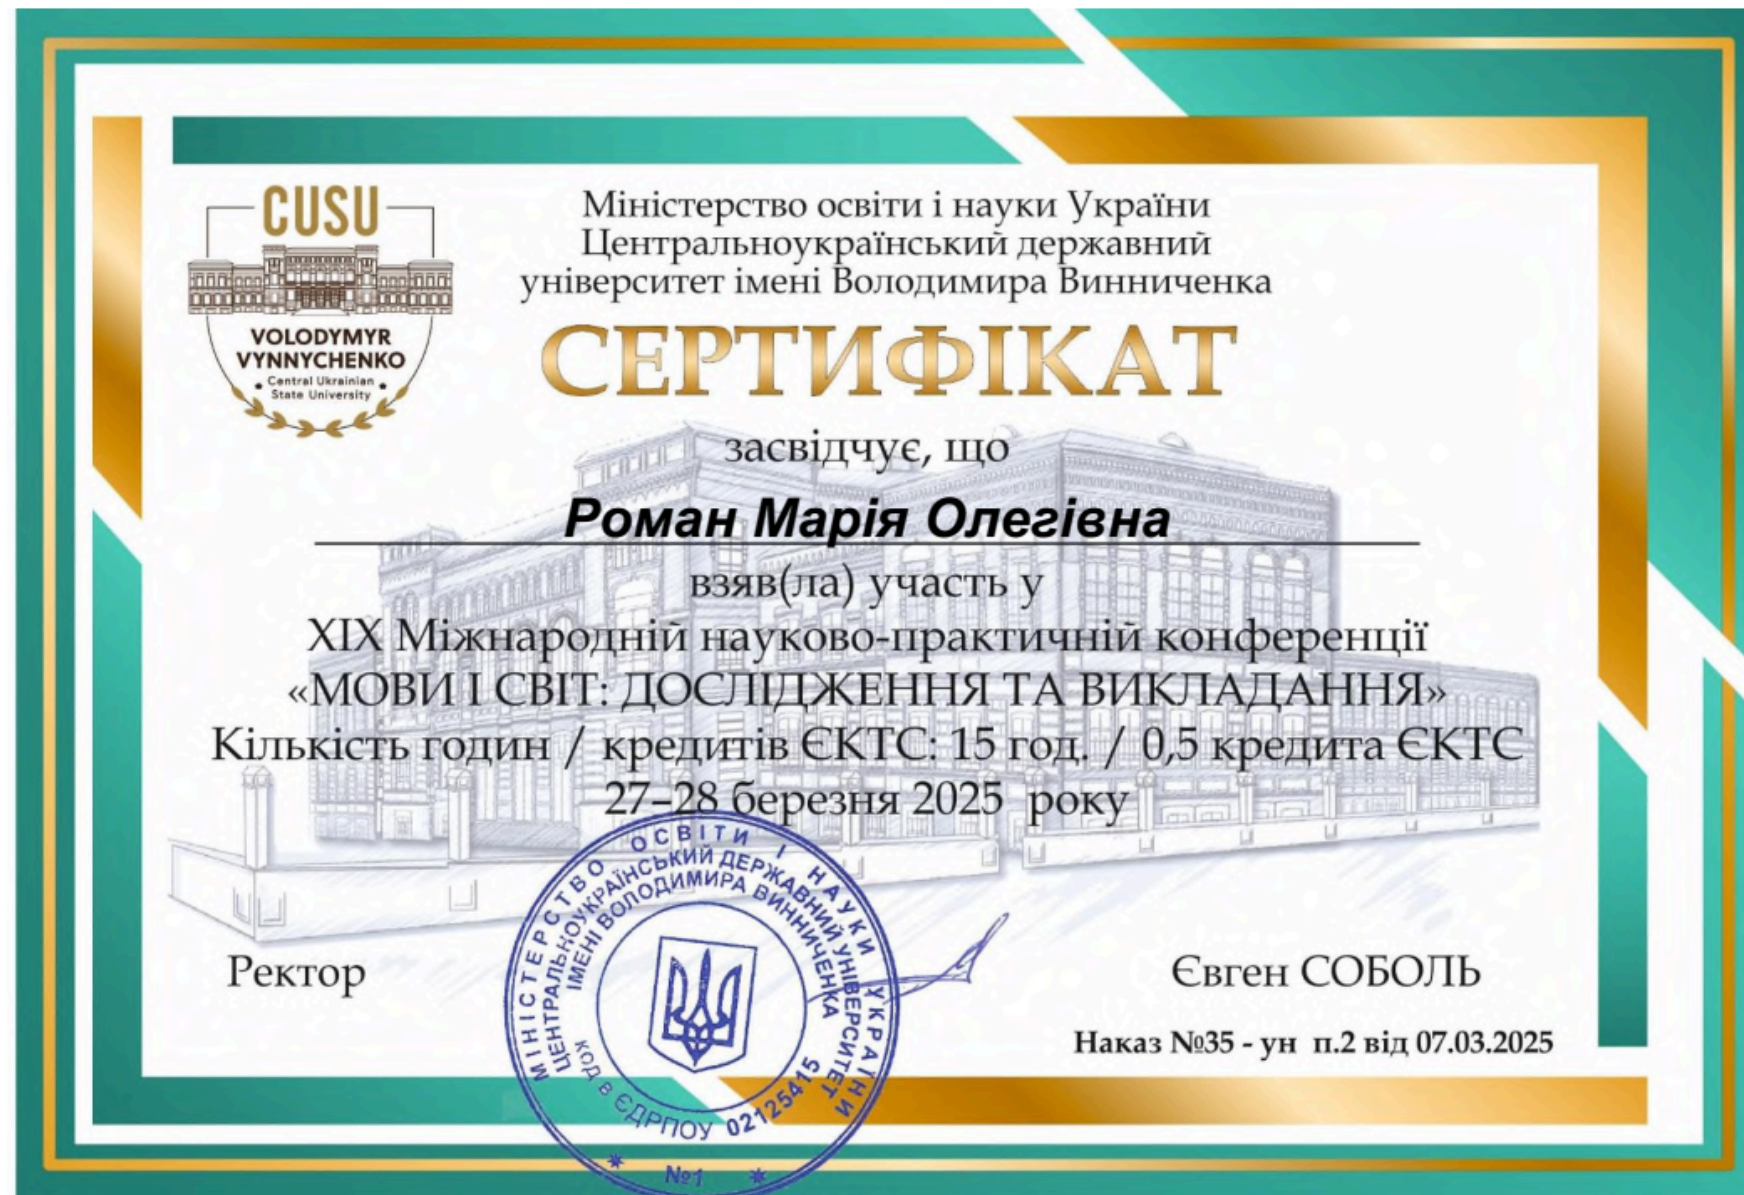 CUSU
VOLODYMYR
VYNNYCHENKO
Central Ukrainian
State University
Міністерство освіти і науки України
Центральноукраїнський державний
університет імені Володимира Винниченка
СЕРТИФІКАТ
засвідчує, що
Роман Марія Олегівна
взяв(ла) участь у
ХІХ Міжнародній науково-практичній конференції
«МОВИ І СВІТ: ДОСЛІДЖЕННЯ ТА ВИКЛАДАННЯ»
Кількість годин / кредитів ЄКТС: 15 год. / 0,5 кредита ЄКТС
27–28 березня 2025 року
Ректор
МІНІСТЕРСТВО ОСВІТИ І НАУКИ УКРАЇНИ
ЦЕНТРАЛЬНОУКРАЇНСЬКИЙ ДЕРЖАВНИЙ УНІВЕРСИТЕТ
ІМЕНІ ВОЛОДИМИРА ВИННИЧЕНКА
КОД В ЄДРПОУ 02125415
№1
Євген СОБОЛЬ
Наказ №35 - ун п.2 від 07.03.2025